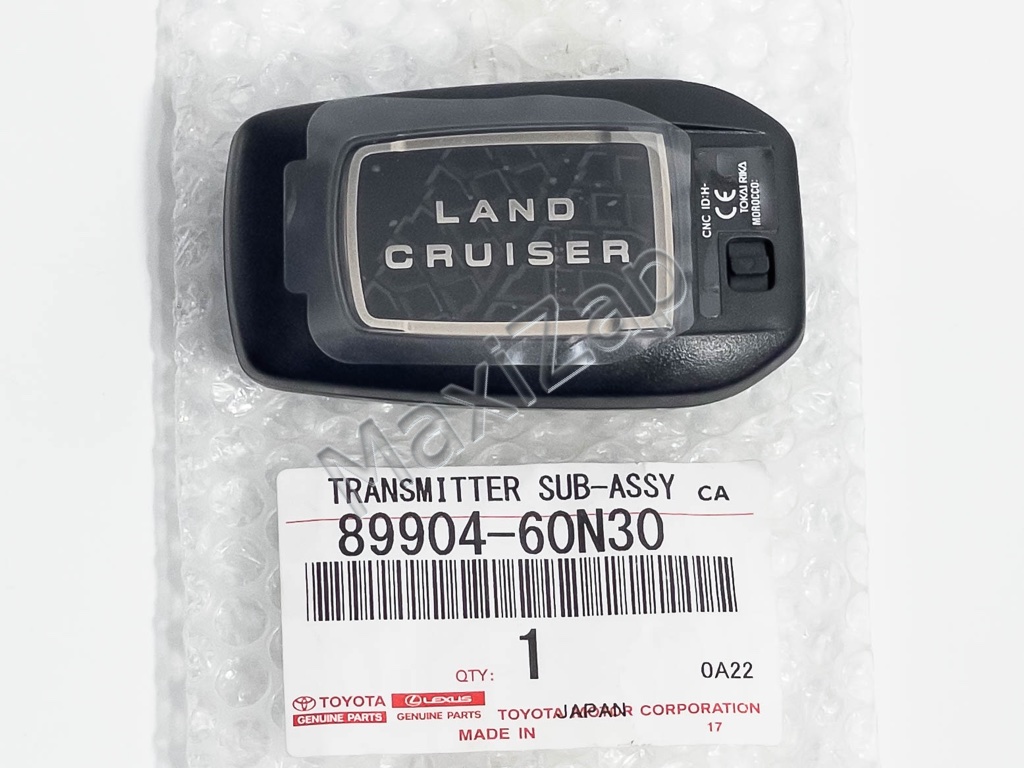 LAND
CRUISER
CNC ID:H-
CE
TOKAI RIKA
MOROCCO:
MaxiZap
TRANSMITTER SUB-ASSY CA
89904-60N30
1
QTY:
0A22
TOYOTA LEXUS
GENUINE PARTS GENUINE PARTS
TOYOTA MOTOR CORPORATION
JAPAN
MADE IN
17